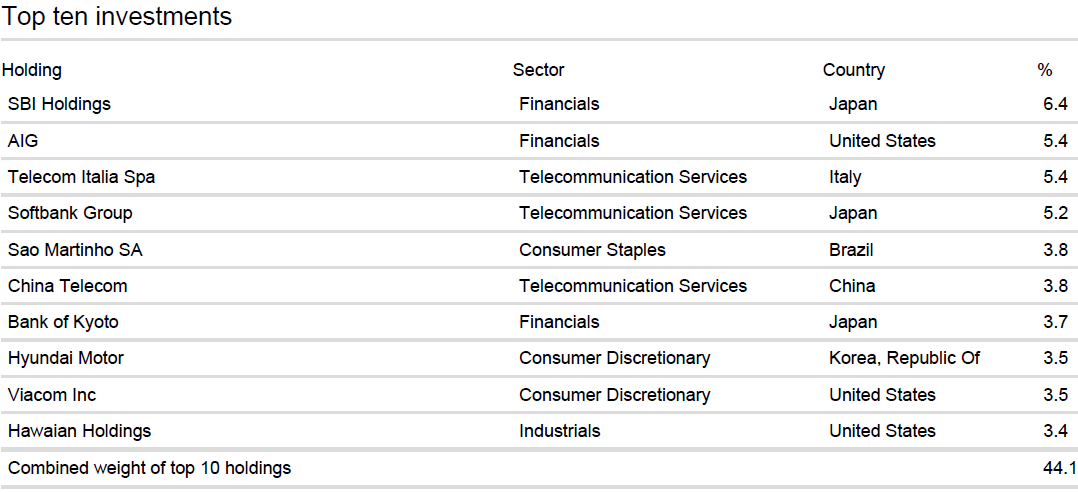 Top ten investments
Holding Sector Country %
SBI Holdings Financials Japan 6.4
AIG Financials United States 5.4
Telecom Italia Spa Telecommunication Services Italy 5.4
Softbank Group Telecommunication Services Japan 5.2
Sao Martinho SA Consumer Staples Brazil 3.8
China Telecom Telecommunication Services China 3.8
Bank of Kyoto Financials Japan 3.7
Hyundai Motor Consumer Discretionary Korea, Republic Of 3.5
Viacom Inc Consumer Discretionary United States 3.5
Hawaian Holdings Industrials United States 3.4
Combined weight of top 10 holdings 44.1